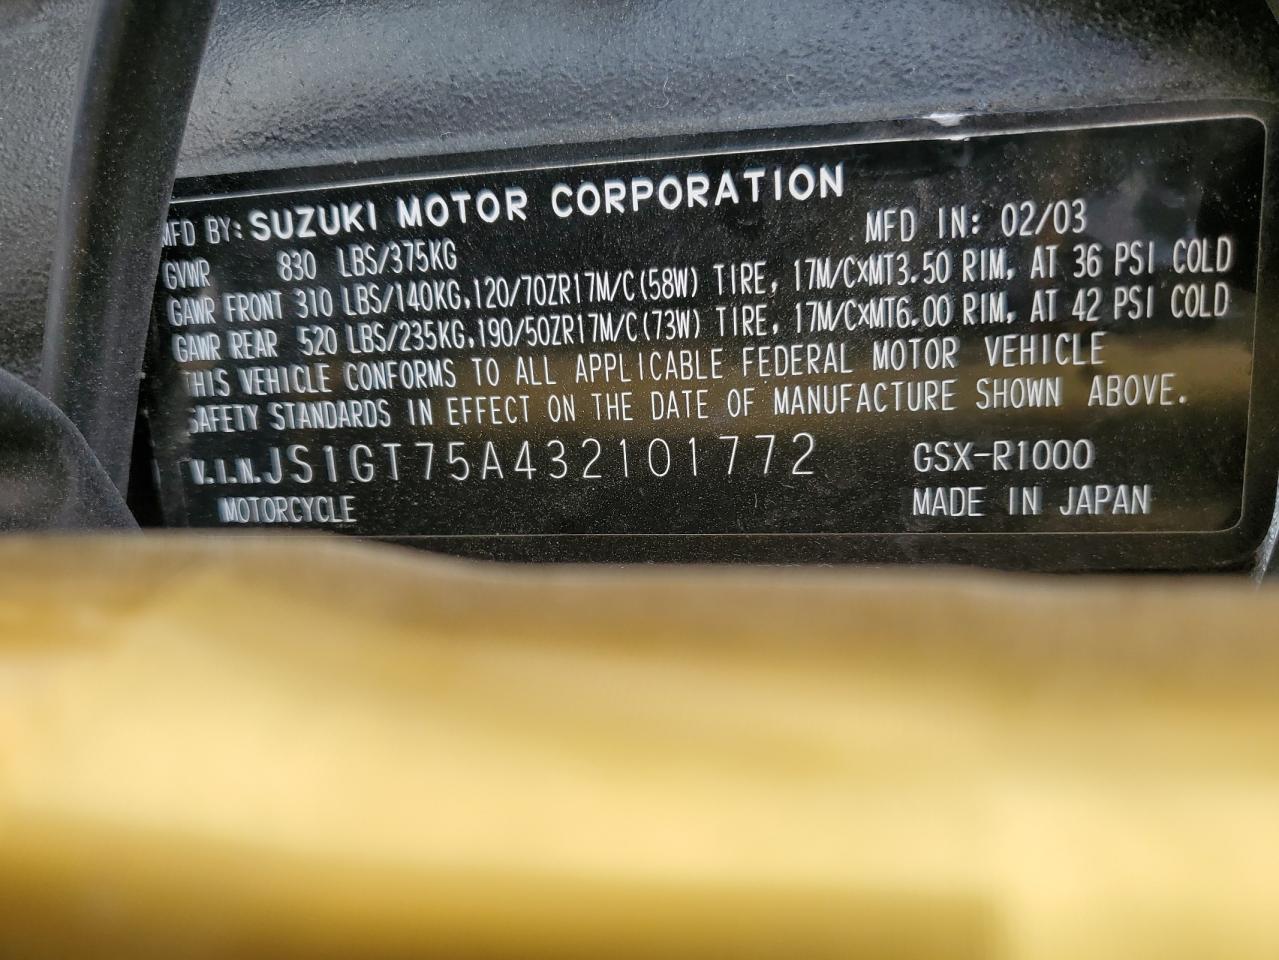 MFD BY: SUZUKI MOTOR CORPORATION MFD IN: 02/03
GVWR 830 LBS/375KG
GAWR FRONT 310 LBS/140KG, 120/70ZR17M/C(58W) TIRE, 17M/C×MT3.50 RIM, AT 36 PSI COLD
GAWR REAR 520 LBS/235KG, 190/50ZR17M/C(73W) TIRE, 17M/C×MT6.00 RIM, AT 42 PSI COLD
THIS VEHICLE CONFORMS TO ALL APPLICABLE FEDERAL MOTOR VEHICLE
SAFETY STANDARDS IN EFFECT ON THE DATE OF MANUFACTURE SHOWN ABOVE.
V.I.N. JS1GT75A432101772 GSX-R1000
MOTORCYCLE MADE IN JAPAN